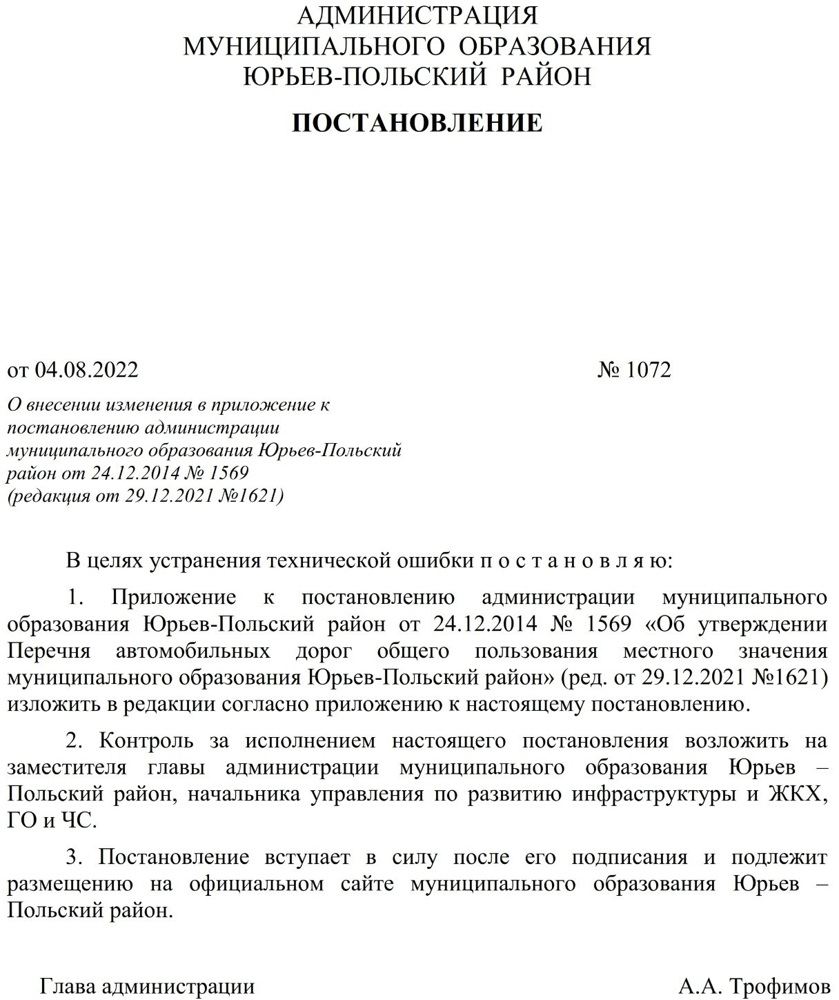 АДМИНИСТРАЦИЯ
МУНИЦИПАЛЬНОГО ОБРАЗОВАНИЯ
ЮРЬЕВ-ПОЛЬСКИЙ РАЙОН
ПОСТАНОВЛЕНИЕ
от 04.08.2022 № 1072
О внесении изменения в приложение к
постановлению администрации
муниципального образования Юрьев-Польский
район от 24.12.2014 № 1569
(редакция от 29.12.2021 №1621)
В целях устранения технической ошибки п о с т а н о в л я ю:
1. Приложение к постановлению администрации муниципального
образования Юрьев-Польский район от 24.12.2014 № 1569 «Об утверждении
Перечня автомобильных дорог общего пользования местного значения
муниципального образования Юрьев-Польский район» (ред. от 29.12.2021 №1621)
изложить в редакции согласно приложению к настоящему постановлению.
2. Контроль за исполнением настоящего постановления возложить на
заместителя главы администрации муниципального образования Юрьев –
Польский район, начальника управления по развитию инфраструктуры и ЖКХ,
ГО и ЧС.
3. Постановление вступает в силу после его подписания и подлежит
размещению на официальном сайте муниципального образования Юрьев –
Польский район.
Глава администрации А.А. Трофимов